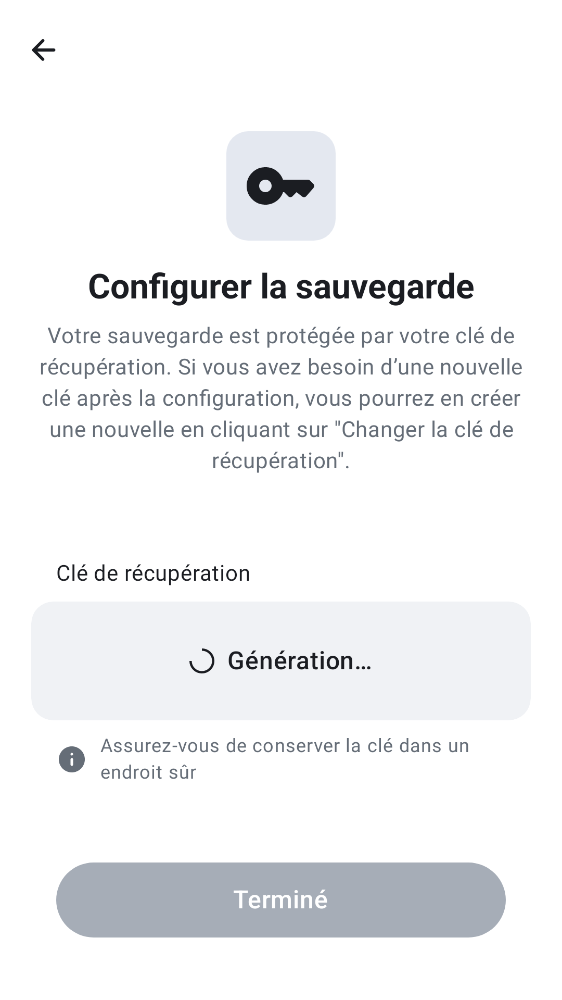 Configurer la sauvegarde
Votre sauvegarde est protégée par votre clé de
récupération. Si vous avez besoin d’une nouvelle
clé après la configuration, vous pourrez en créer
une nouvelle en cliquant sur "Changer la clé de
récupération".
Clé de récupération
Génération…
Assurez-vous de conserver la clé dans un
endroit sûr
Terminé